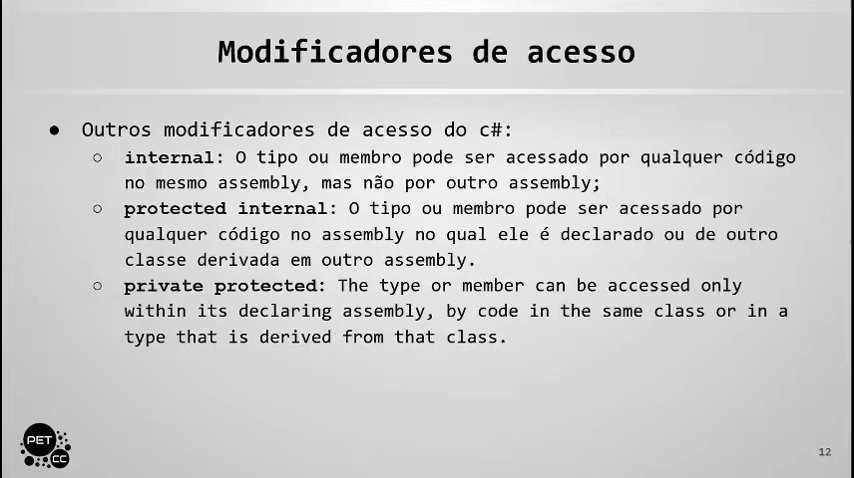 Modificadores de acesso
● Outros modificadores de acesso do c#:
○ internal: O tipo ou membro pode ser acessado por qualquer código
no mesmo assembly, mas não por outro assembly;
○ protected internal: O tipo ou membro pode ser acessado por
qualquer código no assembly no qual ele é declarado ou de outro
classe derivada em outro assembly.
○ private protected: The type or member can be accessed only
within its declaring assembly, by code in the same class or in a
type that is derived from that class.
PET
CC
12